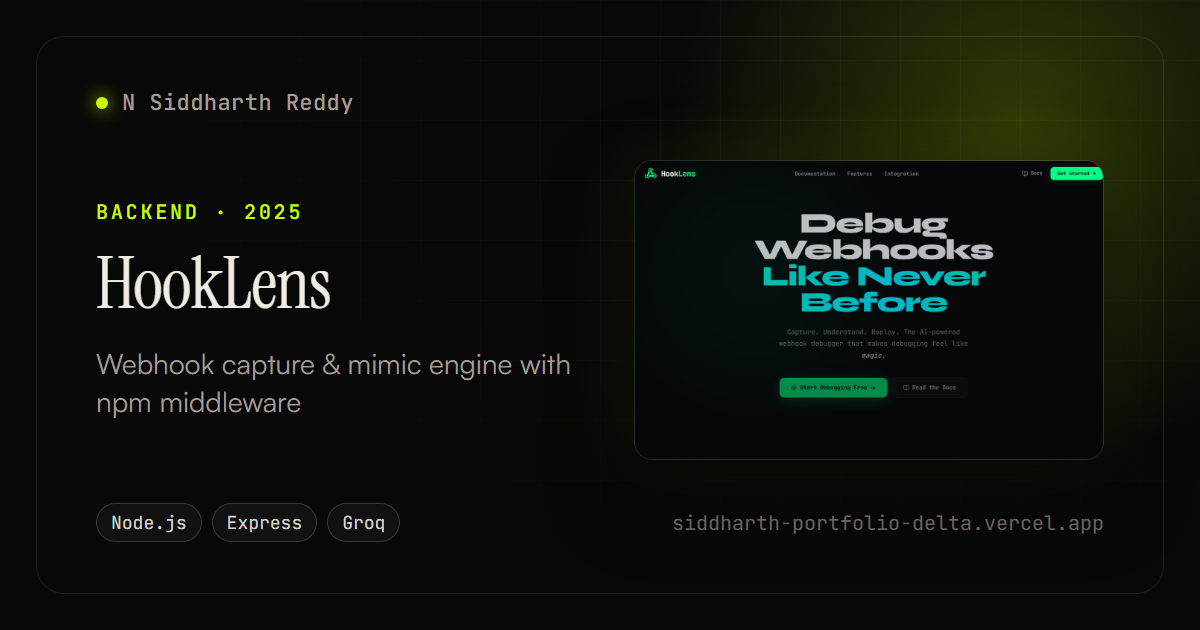 N Siddharth Reddy
BACKEND · 2025
HookLens
Webhook capture & mimic engine with
npm middleware
Node.js
Express
Groq
HookLens
Documentation
Features
Integration
Docs
Get started →
Debug
Webhooks
Like Never
Before
Capture. Understand. Replay. The AI-powered
webhook debugger that makes debugging feel like
magic.
Start Debugging Free →
Read the Docs
siddharth-portfolio-delta.vercel.app